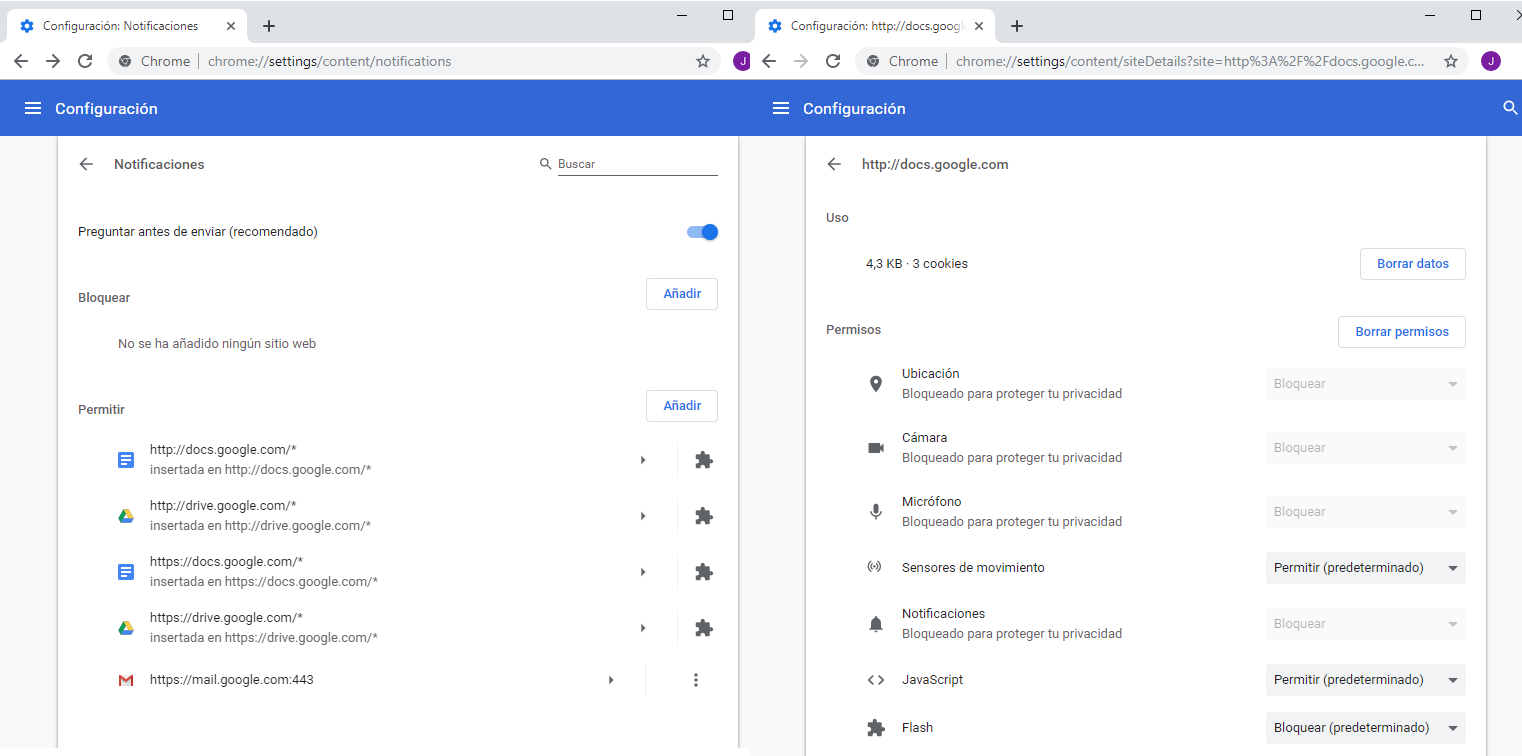 Configuración: Notificaciones
Chrome
chrome://settings/content/notifications
J
Configuración
Notificaciones
Buscar
Preguntar antes de enviar (recomendado)
Bloquear
Añadir
No se ha añadido ningún sitio web
Permitir
Añadir
http://docs.google.com/*
insertada en http://docs.google.com/*
http://drive.google.com/*
insertada en http://drive.google.com/*
https://docs.google.com/*
insertada en https://docs.google.com/*
https://drive.google.com/*
insertada en https://drive.google.com/*
https://mail.google.com:443
Configuración: http://docs.googl
Chrome
chrome://settings/content/siteDetails?site=http%3A%2F%2Fdocs.google.c...
J
Configuración
http://docs.google.com
Uso
4,3 KB · 3 cookies
Borrar datos
Permisos
Borrar permisos
Ubicación
Bloqueado para proteger tu privacidad
Bloquear
Cámara
Bloqueado para proteger tu privacidad
Bloquear
Micrófono
Bloqueado para proteger tu privacidad
Bloquear
Sensores de movimiento
Permitir (predeterminado)
Notificaciones
Bloqueado para proteger tu privacidad
Bloquear
JavaScript
Permitir (predeterminado)
Flash
Bloquear (predeterminado)